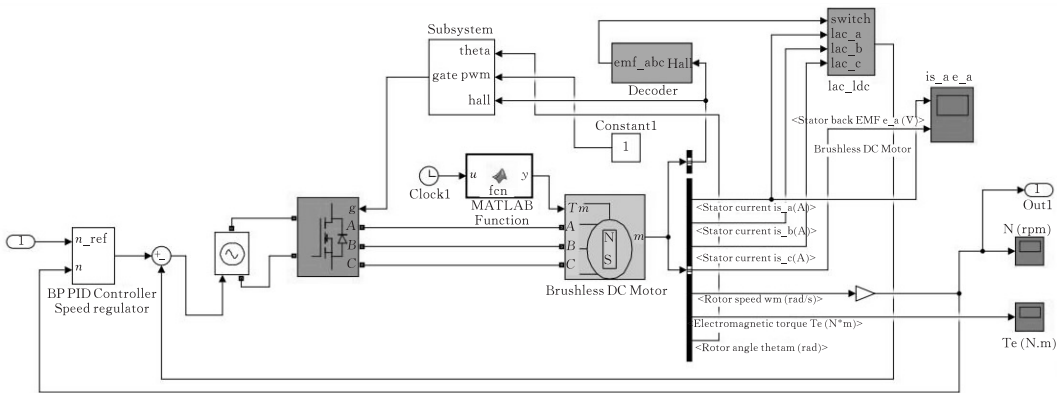 Subsystem
theta
gate pwm
hall
switch
Iac_a
Iac_b
Iac_c
Iac_Idc
emf_abc Hall
Decoder
is_a e_a
<Stator back EMF e_a (V)>
Brushless DC Motor
Constant1
1
Clock1
u
y
fcn
MATLAB
Function
g
A
B
C
Tm
A
B
C
N
S
m
Brushless DC Motor
<Stator current is_a(A)>
<Stator current is_b(A)>
<Stator current is_c(A)>
<Rotor speed wm (rad/s)>
Electromagnetic torque Te (N*m)>
<Rotor angle thetam (rad)>
1
Out1
N (rpm)
Te (N.m)
1
n_ref
n
BP PID Controller
Speed regulator
+
-